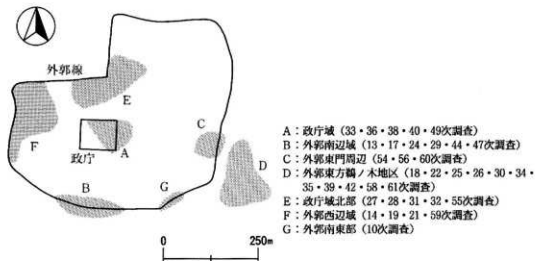 外郭線
E
F
政庁
A
C
D
B
G
0
250m
A：政庁域（33・36・38・40・49次調査）
B：外郭南辺域（13・17・24・29・44・47次調査）
C：外郭東門周辺（54・56・60次調査）
D：外郭東方鵜ノ木地区（18・22・25・26・30・34・
35・39・42・58・61次調査）
E：政庁域北部（27・28・31・32・55次調査）
F：外郭西辺域（14・19・21・59次調査）
G：外郭南東部（10次調査）